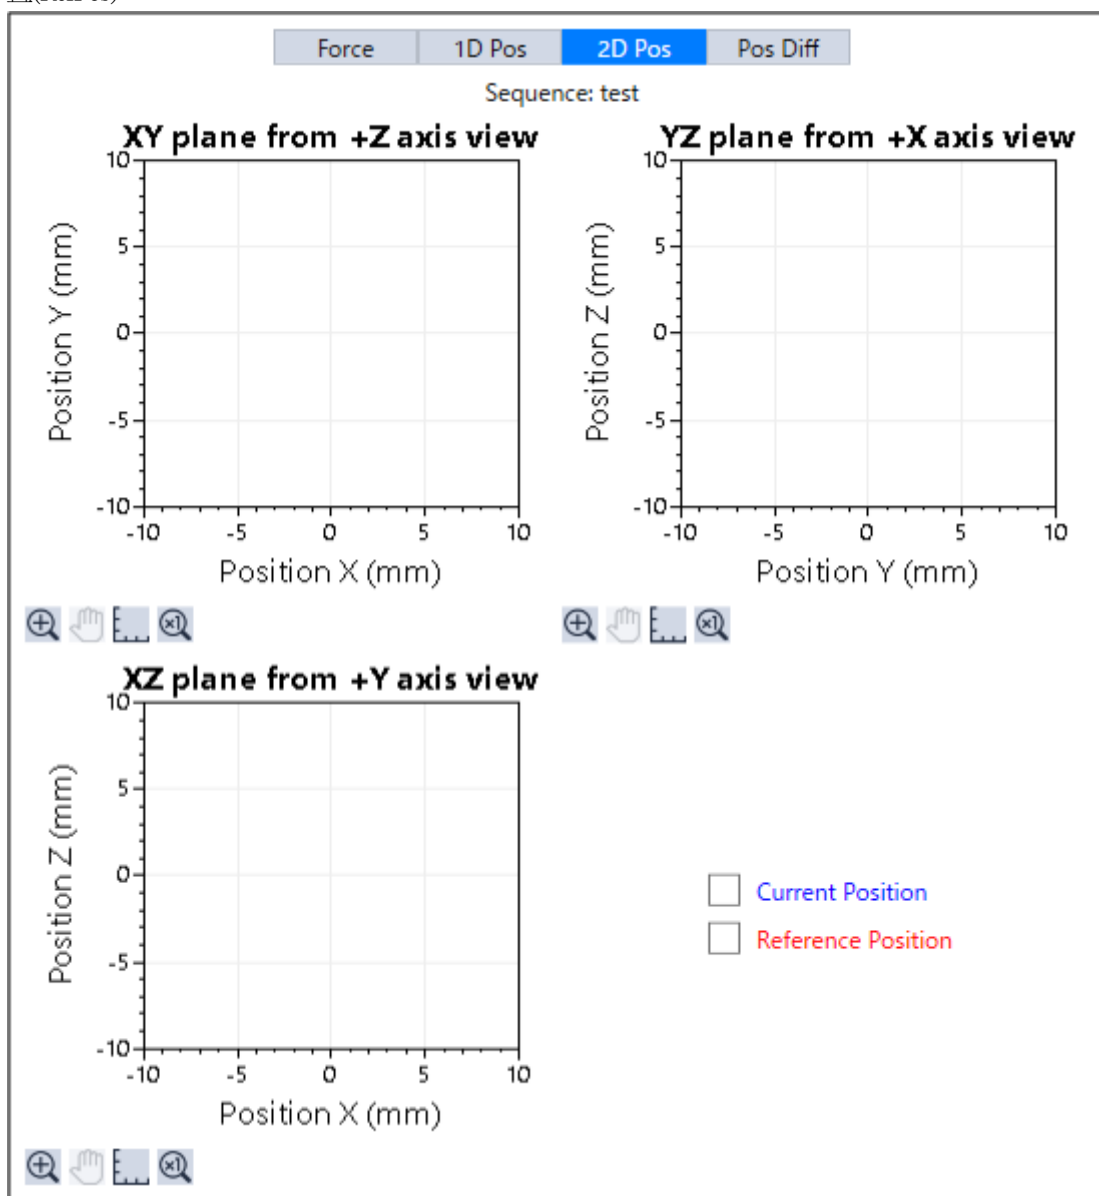 Force 1D Pos 2D Pos Pos Diff
Sequence: test
XY plane from +Z axis view
10
5
0
-5
-10
Position Y (mm)
-10 -5 0 5 10
Position X (mm)
YZ plane from +X axis view
10
5
0
-5
-10
Position Z (mm)
-10 -5 0 5 10
Position Y (mm)
×1
×1
XZ plane from +Y axis view
10
5
0
-5
-10
Position Z (mm)
-10 -5 0 5 10
Position X (mm)
Current Position
Reference Position
×1